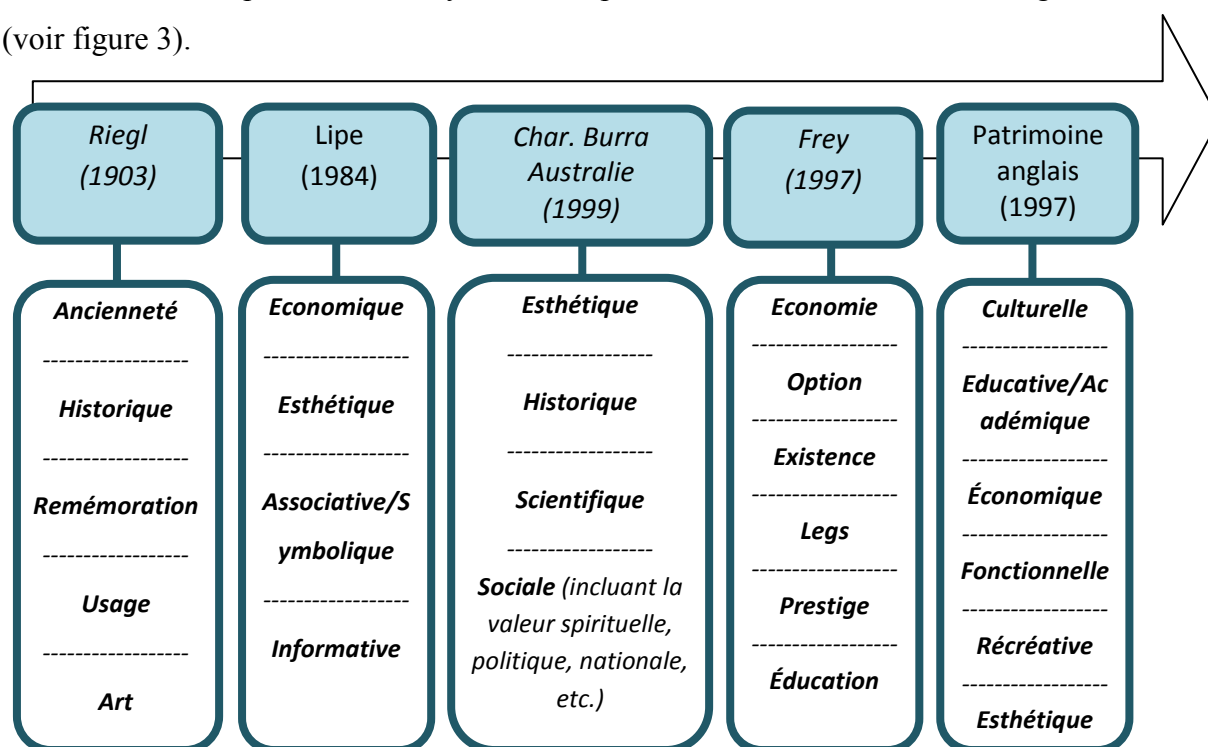 (voir figure 3).
Riegl
(1903)
Lipe
(1984)
Char. Burra
Australie
(1999)
Frey
(1997)
Patrimoine
anglais
(1997)
Ancienneté
------------------
Historique
------------------
Remémoration
------------------
Usage
------------------
Art
Economique
------------------
Esthétique
------------------
Associative/S
ymbolique
------------------
Informative
Esthétique
------------------
Historique
------------------
Scientifique
------------------
Sociale (incluant la
valeur spirituelle,
politique, nationale,
etc.)
Economie
------------------
Option
------------------
Existence
------------------
Legs
------------------
Prestige
------------------
Éducation
Culturelle
------------------
Educative/Ac
adémique
------------------
Économique
------------------
Fonctionnelle
------------------
Récréative
------------------
Esthétique